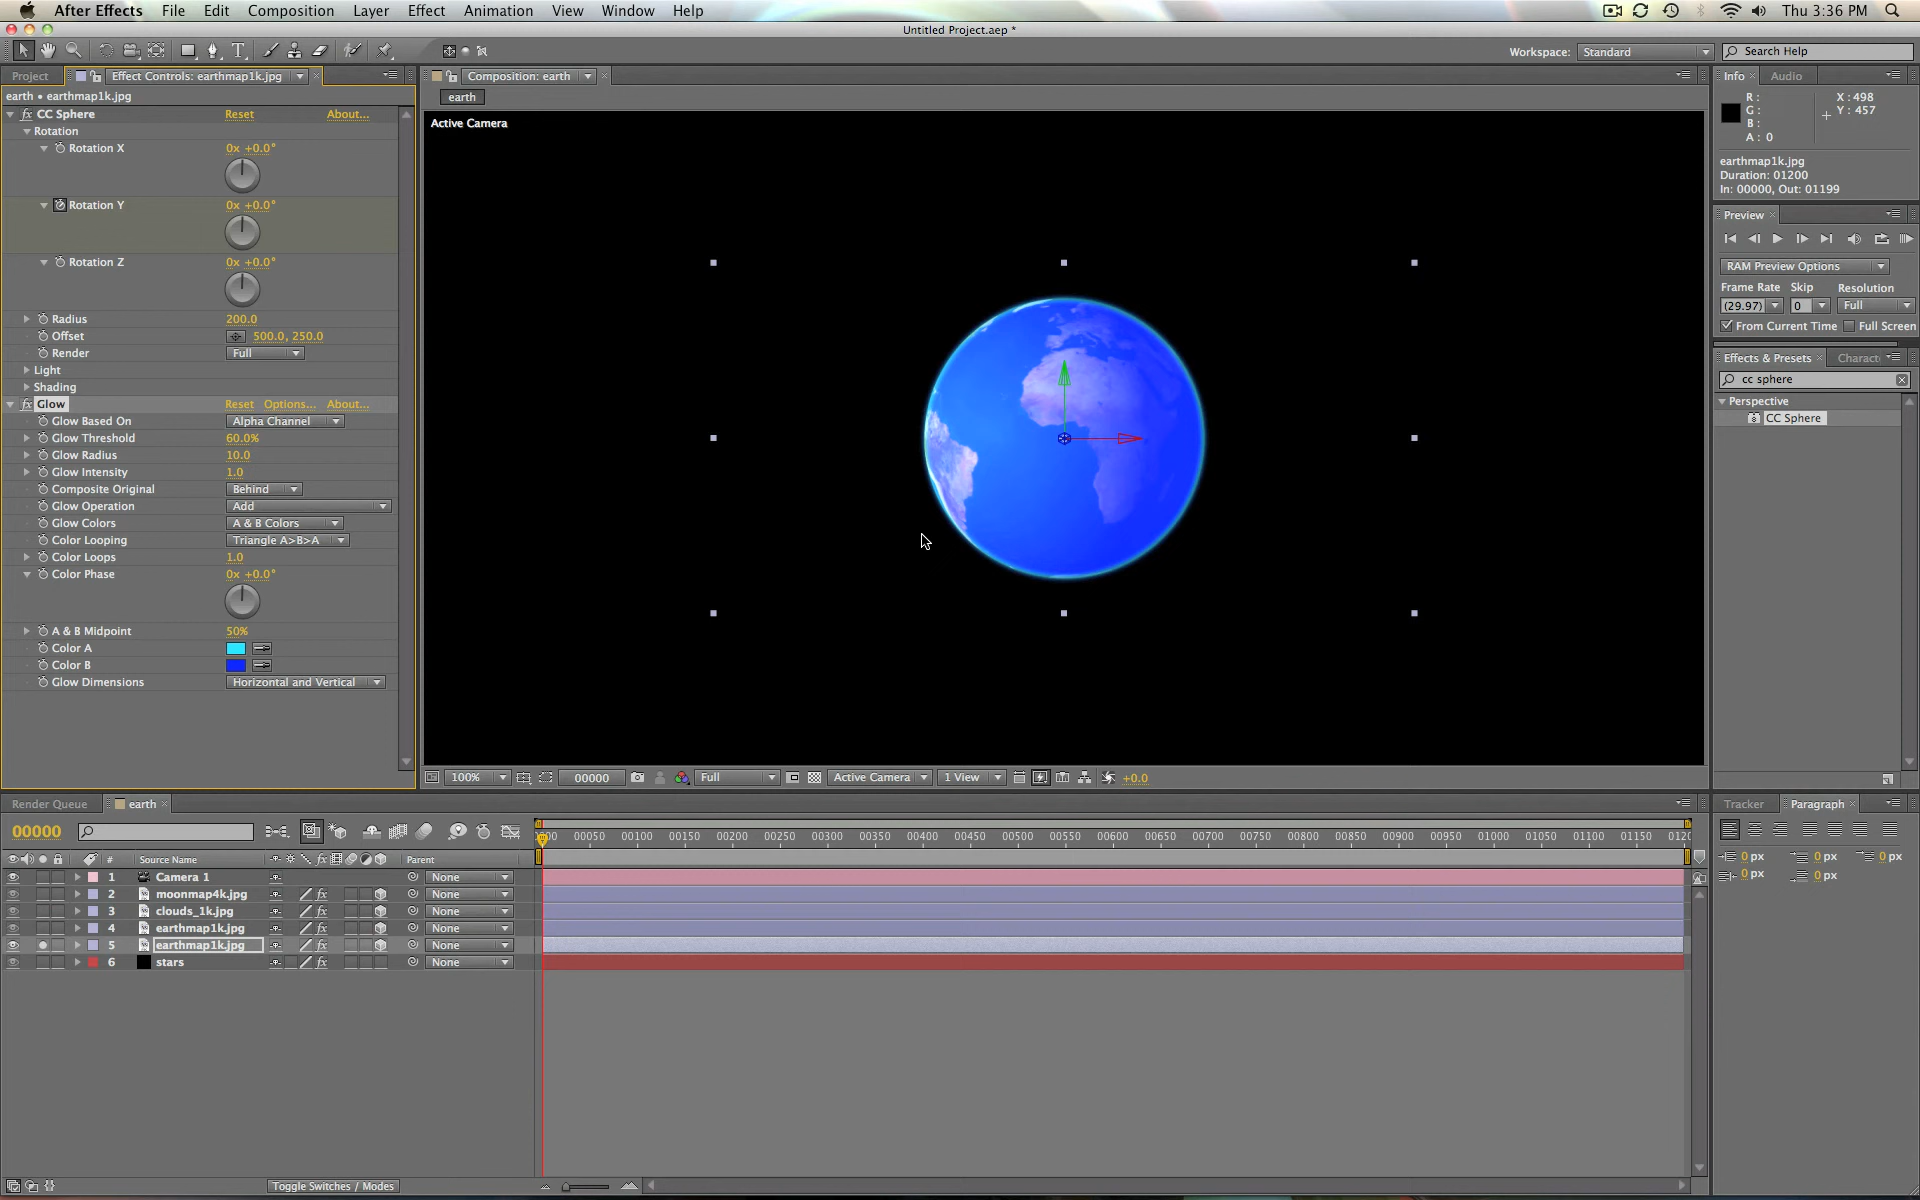 After Effects File Edit Composition Layer Effect Animation View Window Help Thu 3:36 PM
Untitled Project.aep *
Workspace: Standard Search Help
Project Effect Controls: earthmap1k.jpg Composition: earth Info Audio
earth • earthmap1k.jpg
earth
Active Camera
CC Sphere Reset About...
Rotation
Rotation X 0x +0.0°
Rotation Y 0x +0.0°
Rotation Z 0x +0.0°
Radius 200.0
Offset 500.0, 250.0
Render Full
Light
Shading
Glow Reset Options... About...
Glow Based On Alpha Channel
Glow Threshold 60.0%
Glow Radius 10.0
Glow Intensity 1.0
Composite Original Behind
Glow Operation Add
Glow Colors A & B Colors
Color Looping Triangle A>B>A
Color Loops 1.0
Color Phase 0x +0.0°
A & B Midpoint 50%
Color A
Color B
Glow Dimensions Horizontal and Vertical
R : X : 498
G : Y : 457
B :
A : 0
earthmap1k.jpg
Duration: 01200
In: 00000, Out: 01199
Preview
RAM Preview Options
Frame Rate Skip Resolution
(29.97) 0 Full
From Current Time Full Screen
Effects & Presets Charact
cc sphere
Perspective
CC Sphere
100% 00000 Full Active Camera 1 View +0.0
Render Queue earth Tracker Paragraph
00000
00050 00100 00150 00200 00250 00300 00350 00400 00450 00500 00550 00600 00650 00700 00750 00800 00850 00900 00950 01000 01050 01100 01150
# Source Name Parent
1 Camera 1 None
2 moonmap4k.jpg None
3 clouds_1k.jpg None
4 earthmap1k.jpg None
5 earthmap1k.jpg None
6 stars None
0 px 0 px 0 px
0 px 0 px
Toggle Switches / Modes